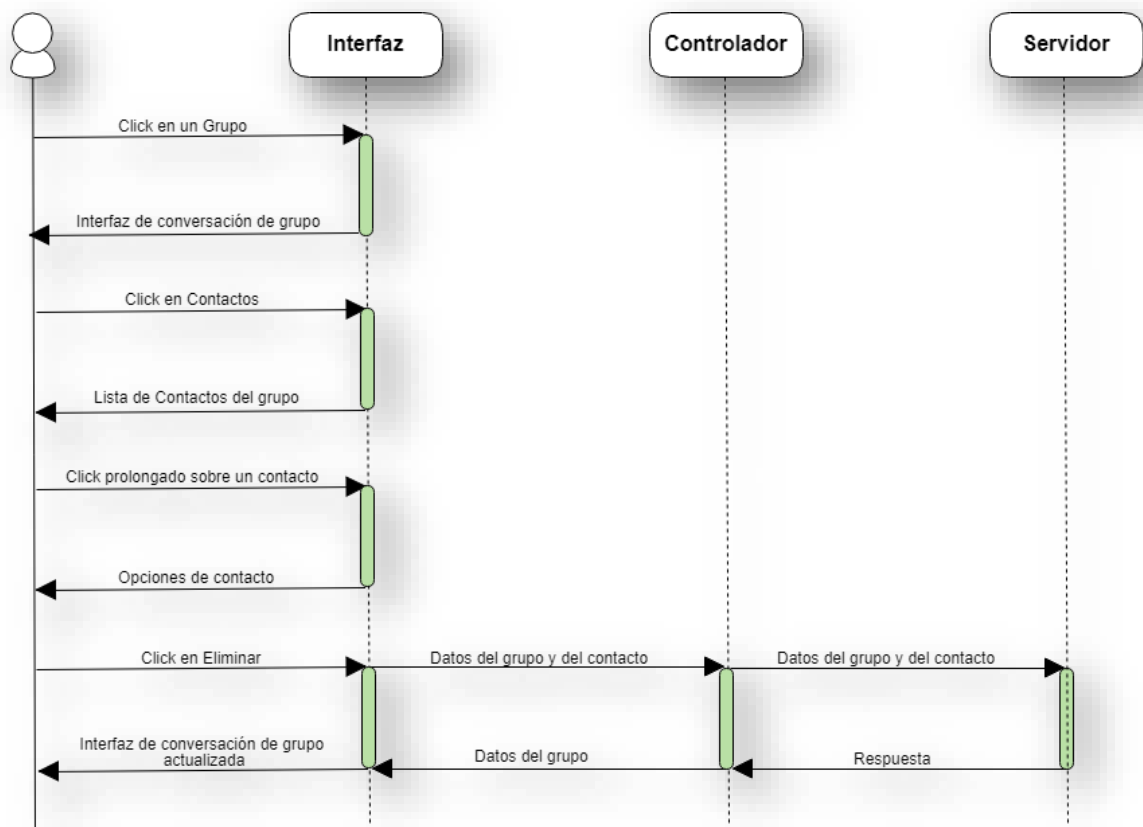 Interfaz
Controlador
Servidor
Click en un Grupo
Interfaz de conversación de grupo
Click en Contactos
Lista de Contactos del grupo
Click prolongado sobre un contacto
Opciones de contacto
Click en Eliminar
Datos del grupo y del contacto
Datos del grupo y del contacto
Interfaz de conversación de grupo
actualizada
Datos del grupo
Respuesta